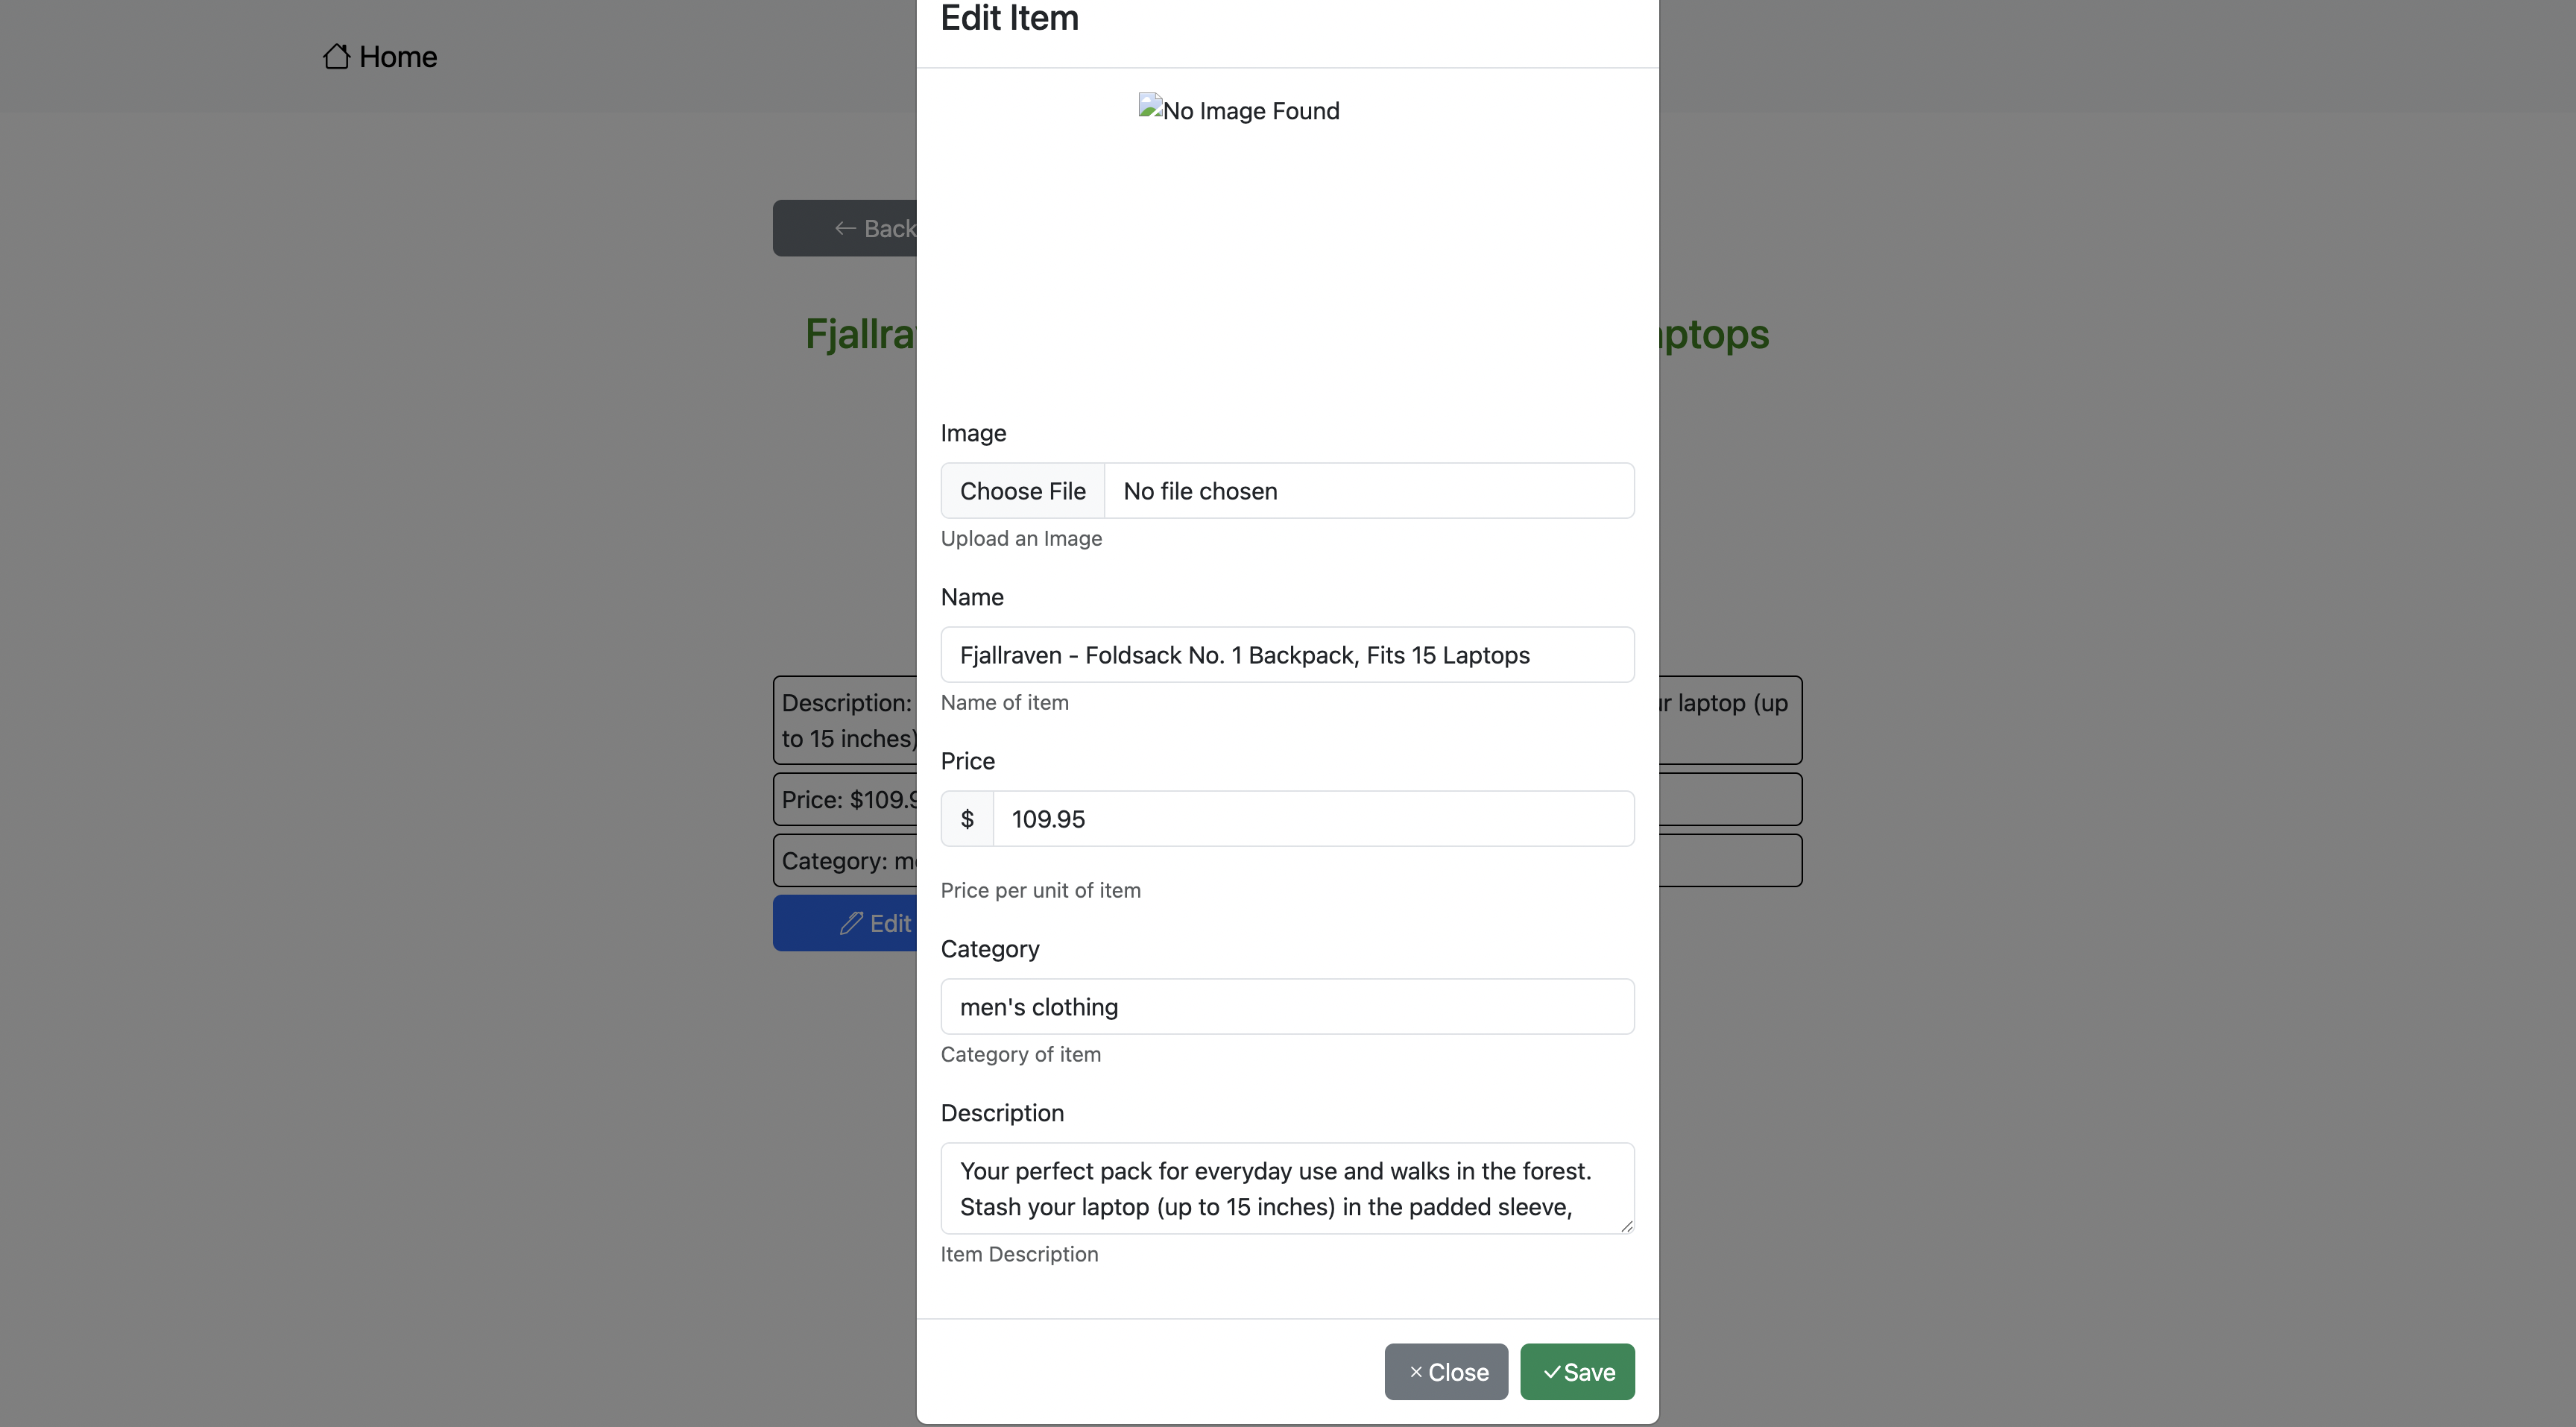 Edit Item
Home
No Image Found
Back
Fjallra
aptops
Image
Choose File
No file chosen
Upload an Image
Name
Fjallraven - Foldsack No. 1 Backpack, Fits 15 Laptops
Name of item
Description:
r laptop (up
to 15 inches)
Price
Price: $109.9
$
109.95
Category: m
Price per unit of item
Edit
Category
men's clothing
Category of item
Description
Your perfect pack for everyday use and walks in the forest.
Stash your laptop (up to 15 inches) in the padded sleeve,
Item Description
× Close
Save